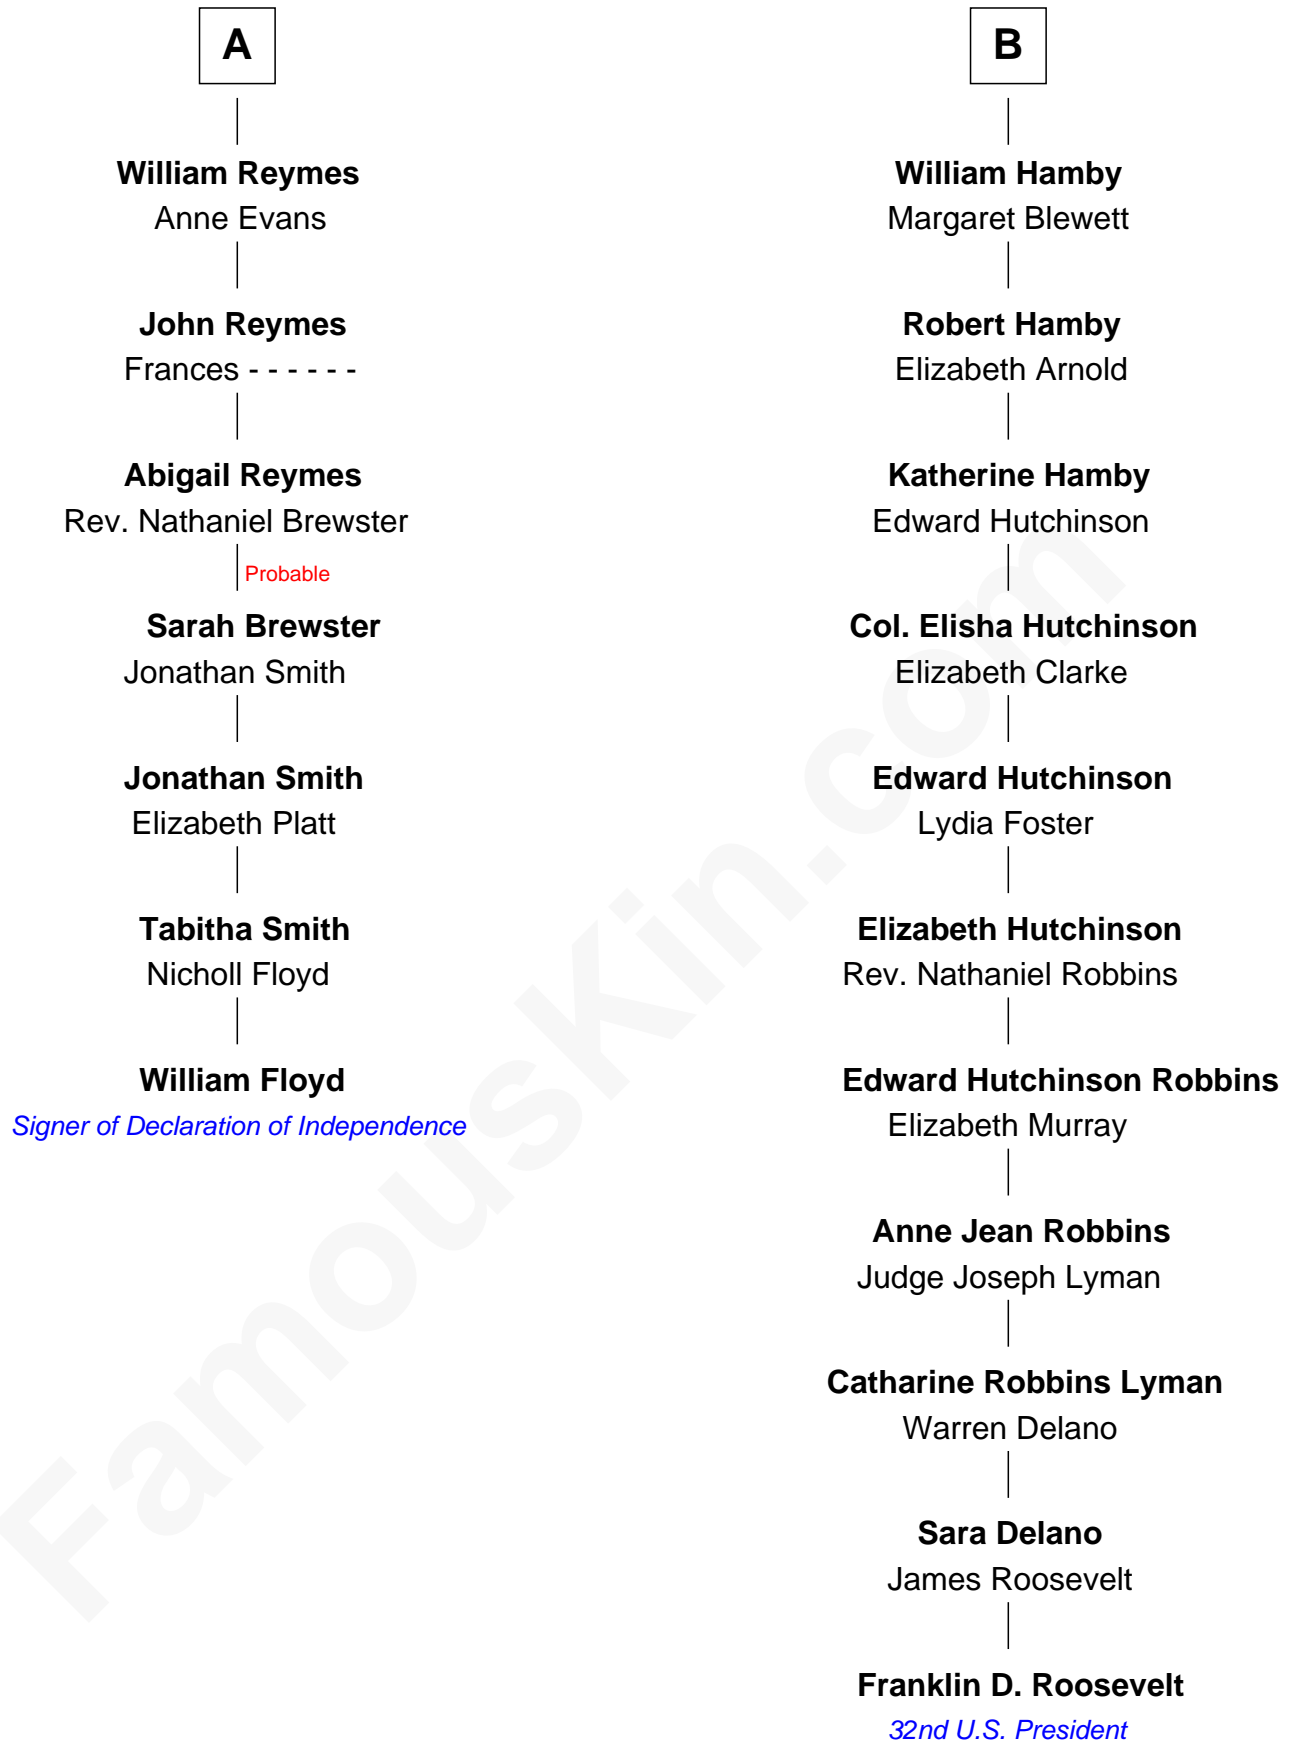 A
William Reymes
Anne Evans
John Reymes
Frances - - - - - -
Abigail Reymes
Rev. Nathaniel Brewster
Probable
Sarah Brewster
Jonathan Smith
Jonathan Smith
Elizabeth Platt
Tabitha Smith
Nicholl Floyd
William Floyd
Signer of Declaration of Independence
B
William Hamby
Margaret Blewett
Robert Hamby
Elizabeth Arnold
Katherine Hamby
Edward Hutchinson
Col. Elisha Hutchinson
Elizabeth Clarke
Edward Hutchinson
Lydia Foster
Elizabeth Hutchinson
Rev. Nathaniel Robbins
Edward Hutchinson Robbins
Elizabeth Murray
Anne Jean Robbins
Judge Joseph Lyman
Catharine Robbins Lyman
Warren Delano
Sara Delano
James Roosevelt
Franklin D. Roosevelt
32nd U.S. President
FamousKin.com